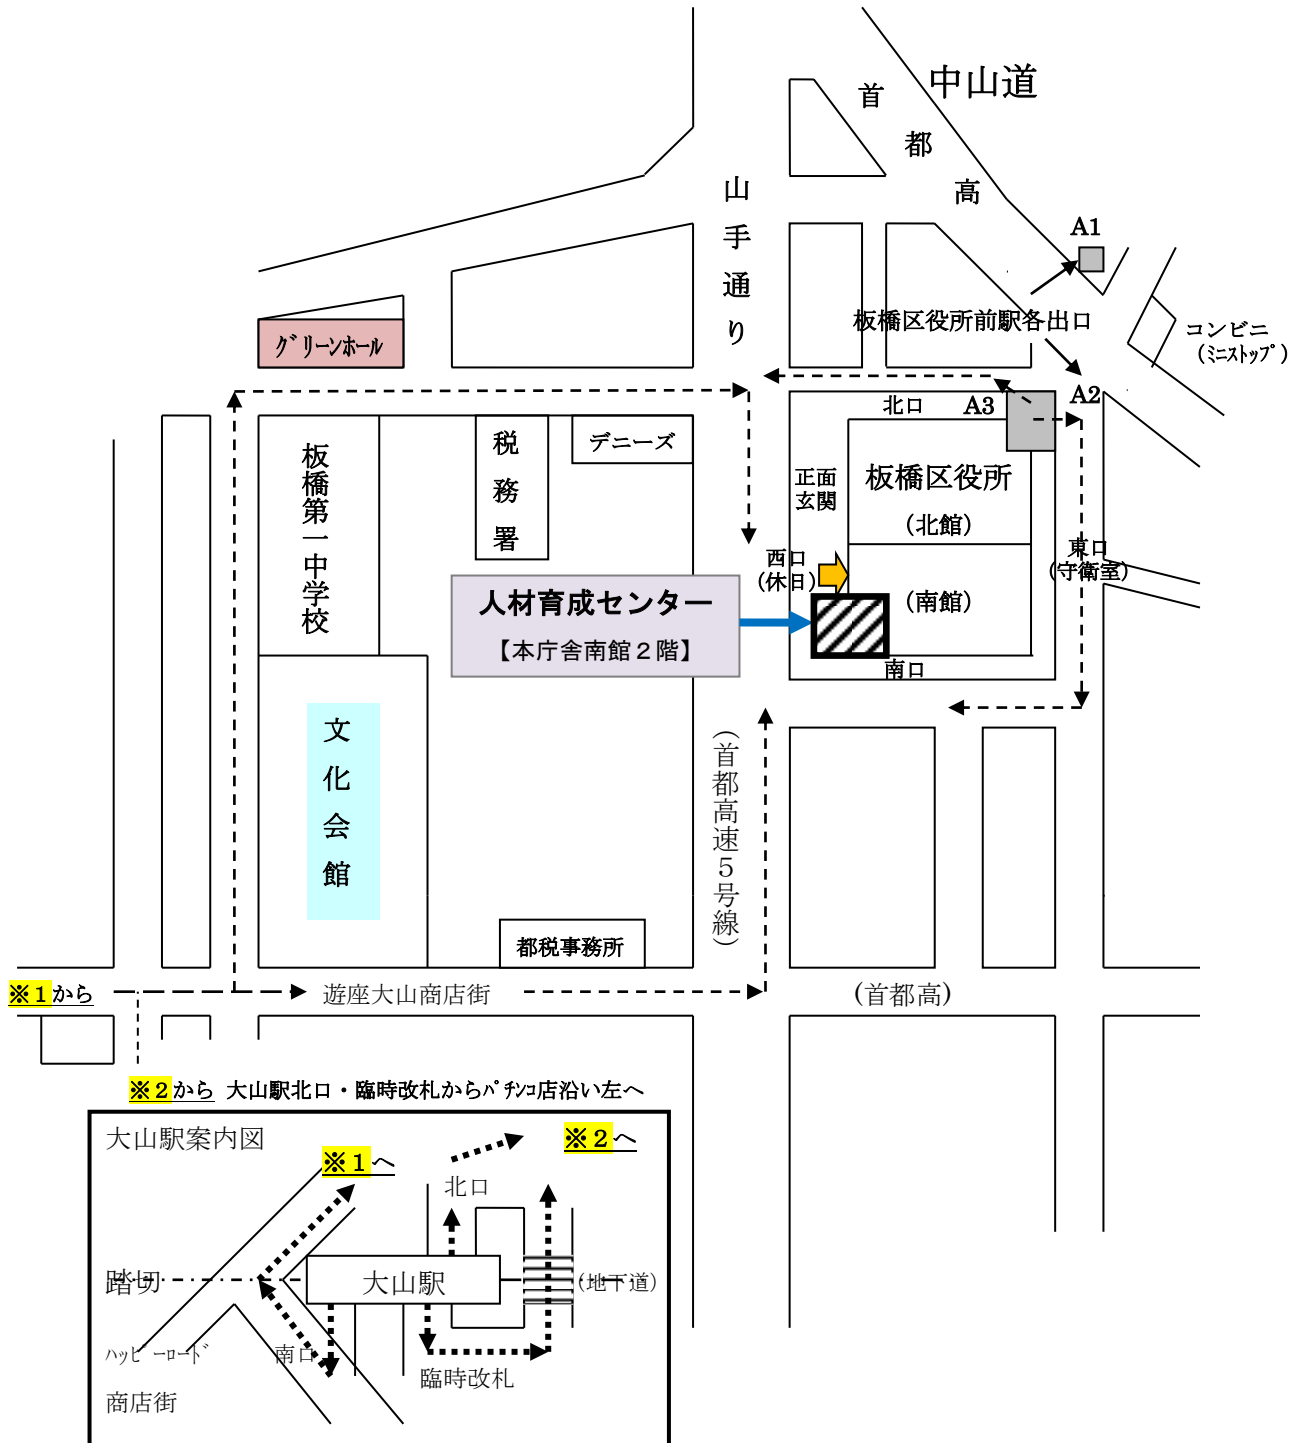 中山道
首都高
山手通り
A1
板橋区役所前駅各出口
コンビニ
（ﾐﾆｽﾄｯﾌﾟ）
ｸﾞﾘｰﾝﾎｰﾙ
A2
北口
A3
板橋第一中学校
税務署
デニーズ
正面
玄関
板橋区役所
（北館）
西口
（休日）
東口
（守衛室）
人材育成センター
【本庁舎南館２階】
（南館）
南口
文化会館
（首都高速５号線）
都税事務所
※１から
遊座大山商店街
(首都高)
※２から 大山駅北口・臨時改札からﾊﾟﾁﾝｺ店沿い左へ
大山駅案内図
※１へ
※２へ
北口
踏切
大山駅
(地下道)
ﾊｯﾋﾟｰﾛｰﾄﾞ
商店街
南口
臨時改札